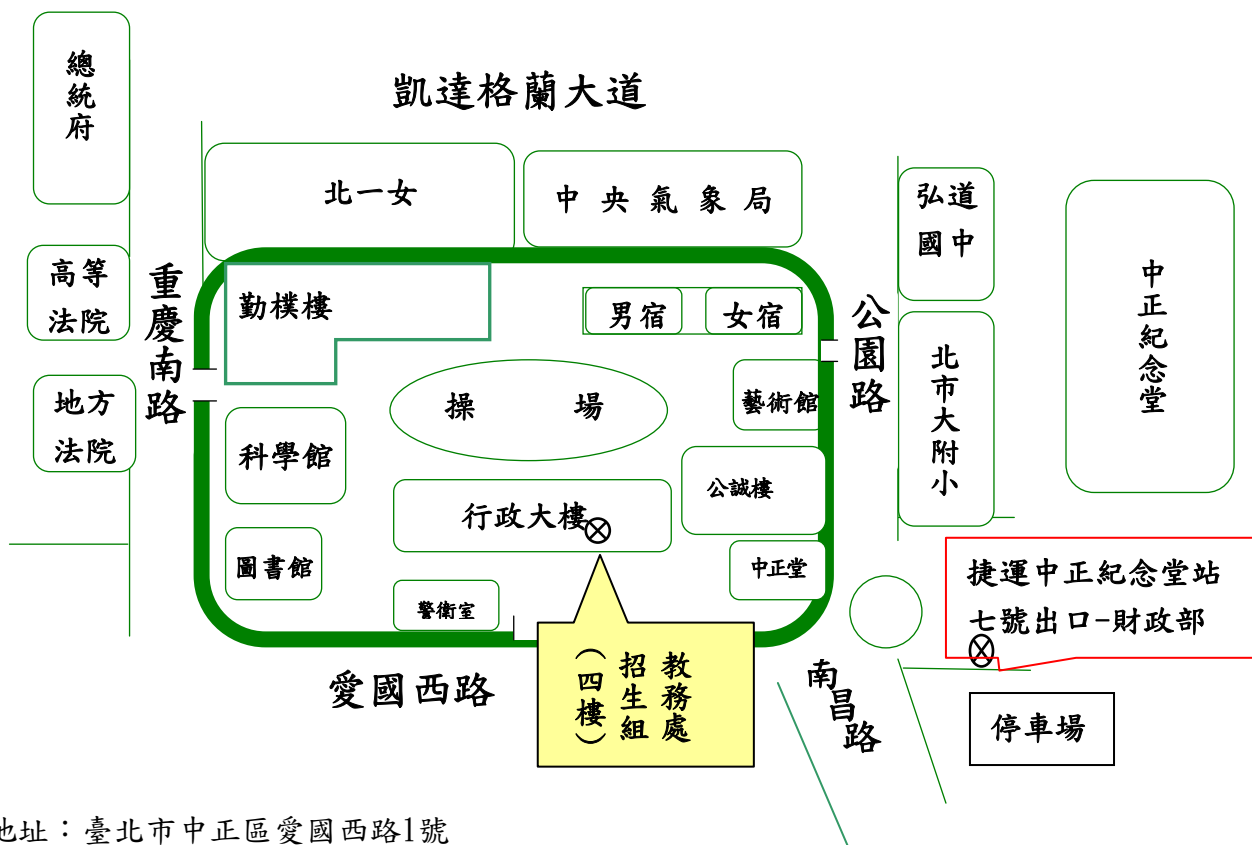 總統府
凱達格蘭大道
北一女
中央氣象局
弘道
國中
中正紀念堂
高等
法院
重慶南路
勤樸樓
男宿
女宿
公園路
北市大附小
地方
法院
操場
藝術館
科學館
行政大樓
公誠樓
圖書館
警衛室
中正堂
捷運中正紀念堂站
七號出口-財政部
愛國西路
教務處
招生組
(四樓)
南昌路
停車場
地址：臺北市中正區愛國西路1號